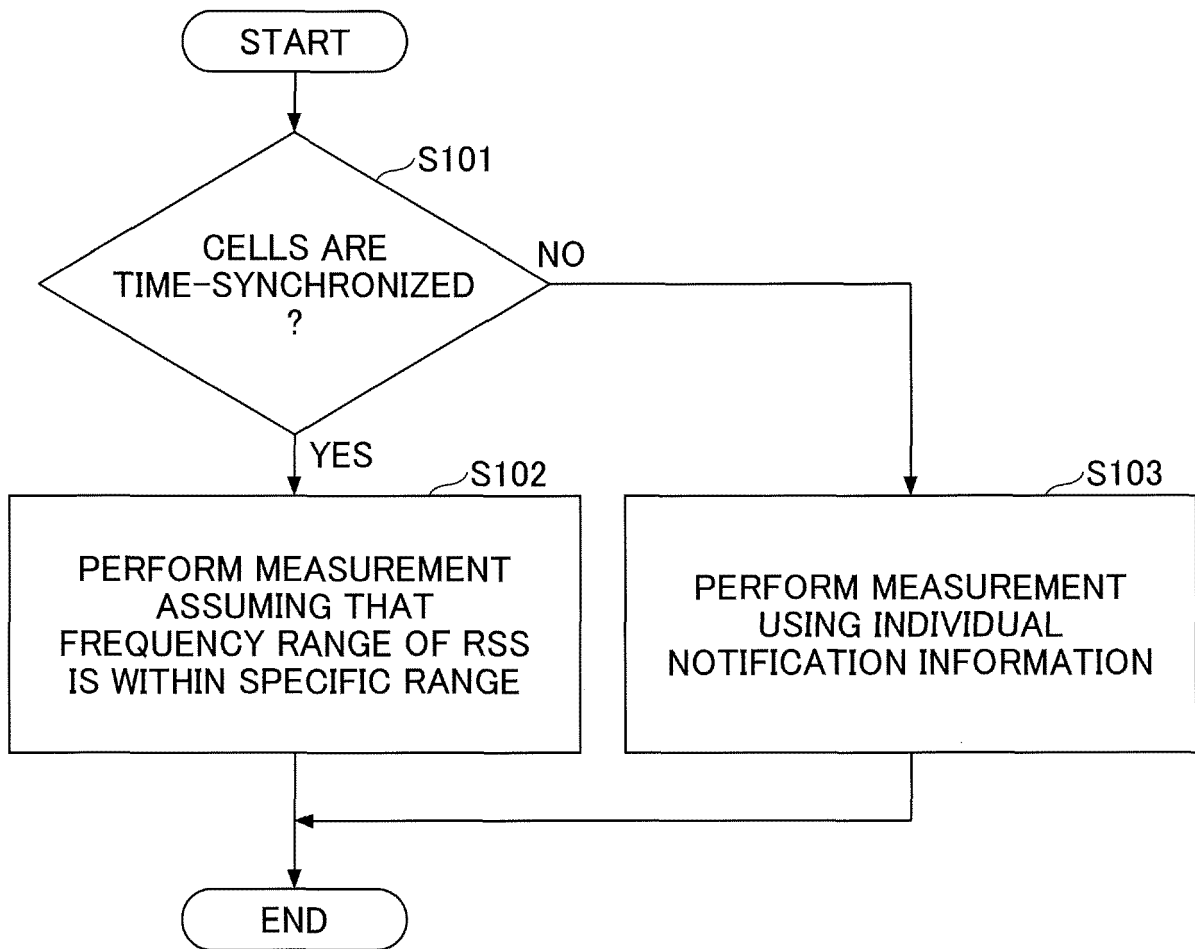 START
S101
CELLS ARE
TIME-SYNCHRONIZED
?
NO
YES
S102
PERFORM MEASUREMENT
ASSUMING THAT
FREQUENCY RANGE OF RSS
IS WITHIN SPECIFIC RANGE
S103
PERFORM MEASUREMENT
USING INDIVIDUAL
NOTIFICATION INFORMATION
END